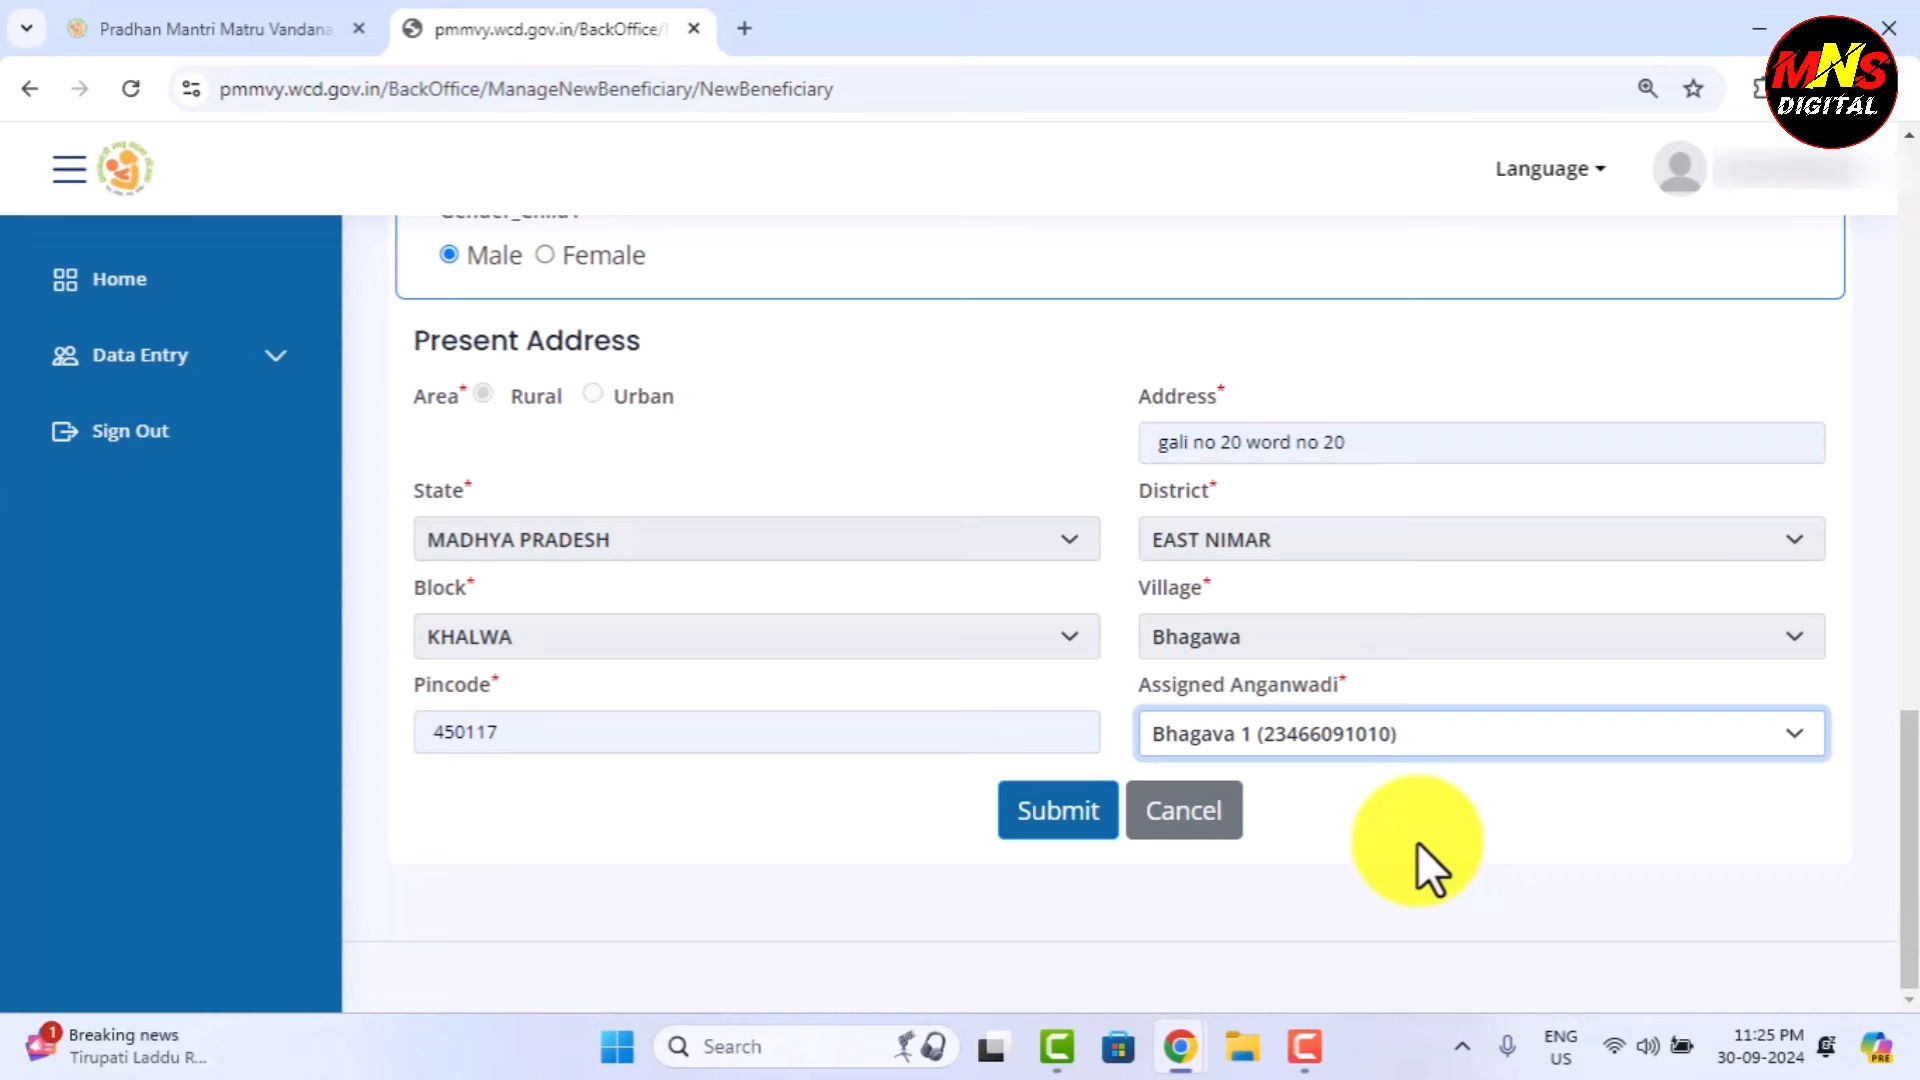 Pradhan Mantri Matru Vandana
pmmvy.wcd.gov.in/BackOffice/
pmmvy.wcd.gov.in/BackOffice/ManageNewBeneficiary/NewBeneficiary
MNS
DIGITAL
Language
Home
Data Entry
Sign Out
Male Female
Present Address
Area* Rural Urban
Address*
gali no 20 word no 20
State*
District*
MADHYA PRADESH
EAST NIMAR
Block*
Village*
KHALWA
Bhagawa
Pincode*
Assigned Anganwadi*
450117
Bhagava 1 (23466091010)
Submit
Cancel
1
Breaking news
Tirupati Laddu R...
Search
ENG
US
11:25 PM
30-09-2024
PRE